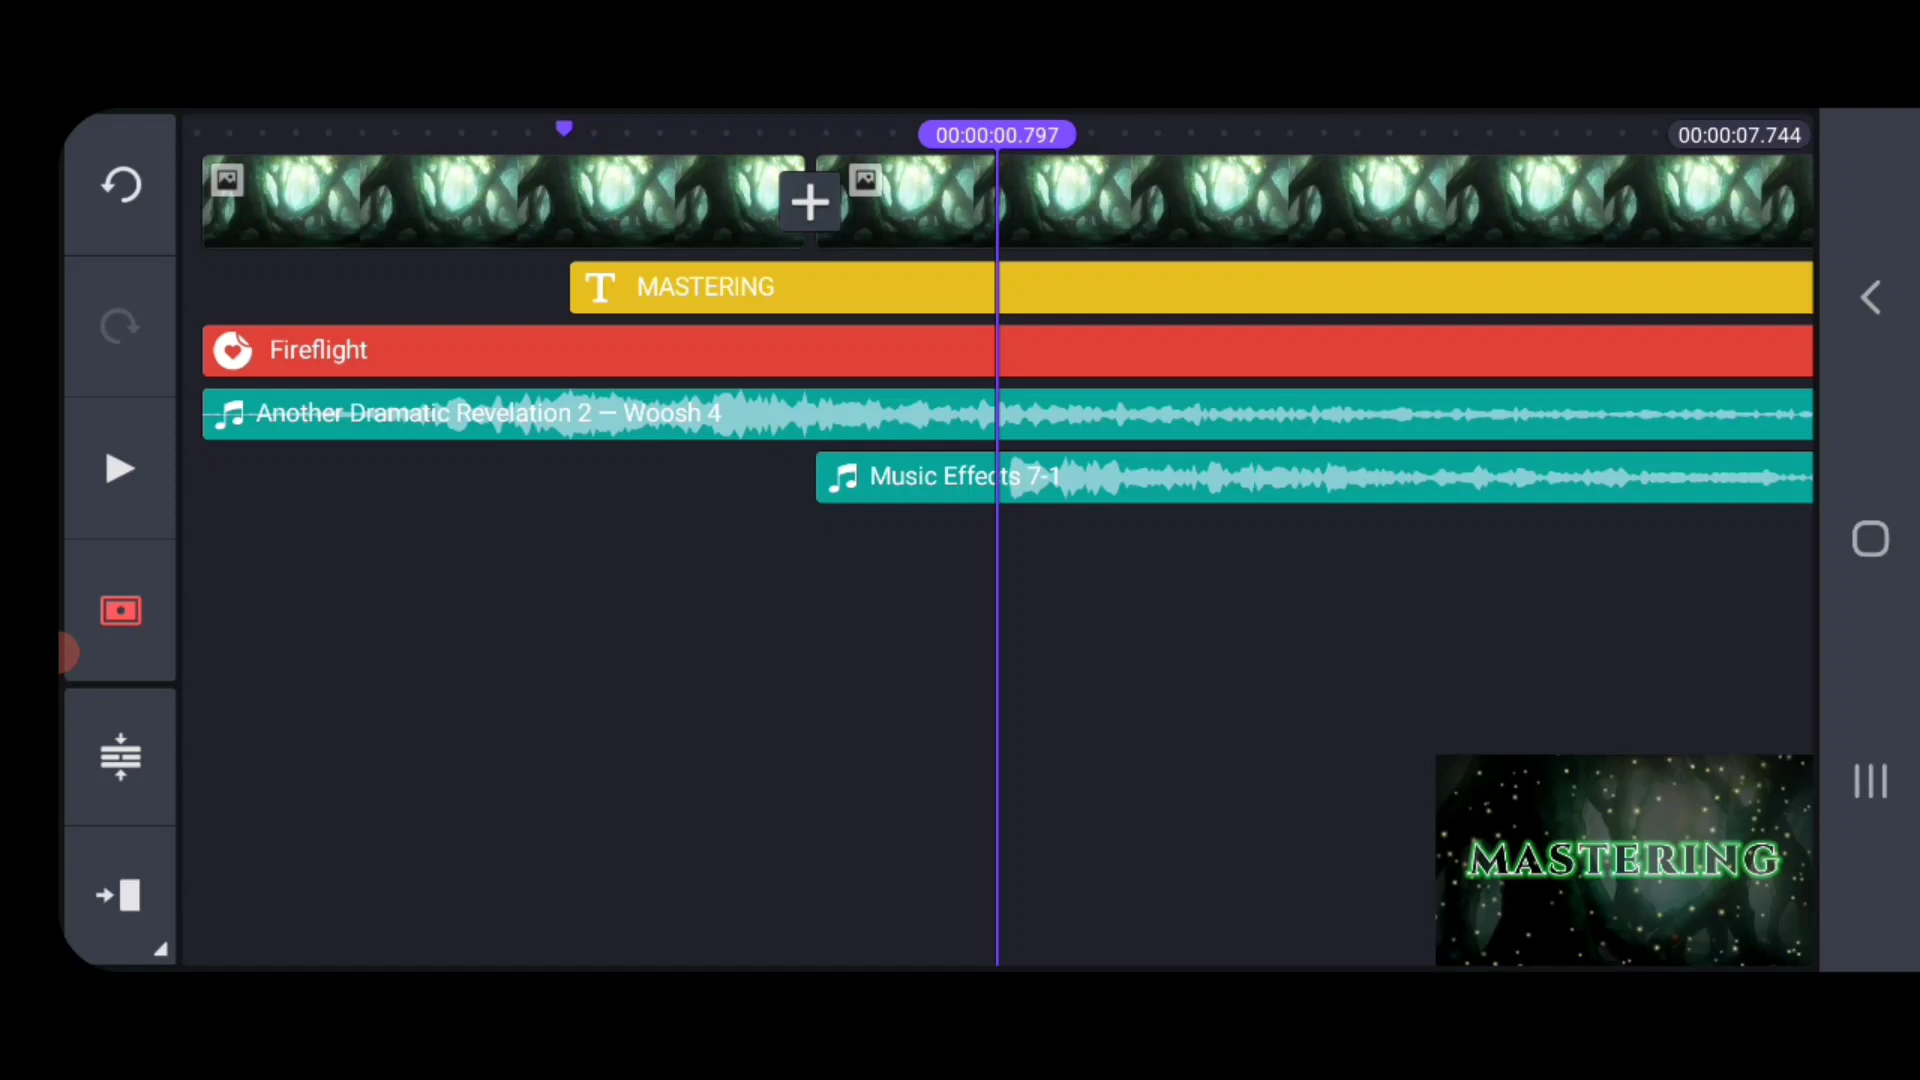 00:00:00.797
00:00:07.744
T MASTERING
Fireflight
Another Dramatic Revelation 2 — Woosh 4
Music Effects 7-1
MASTERING